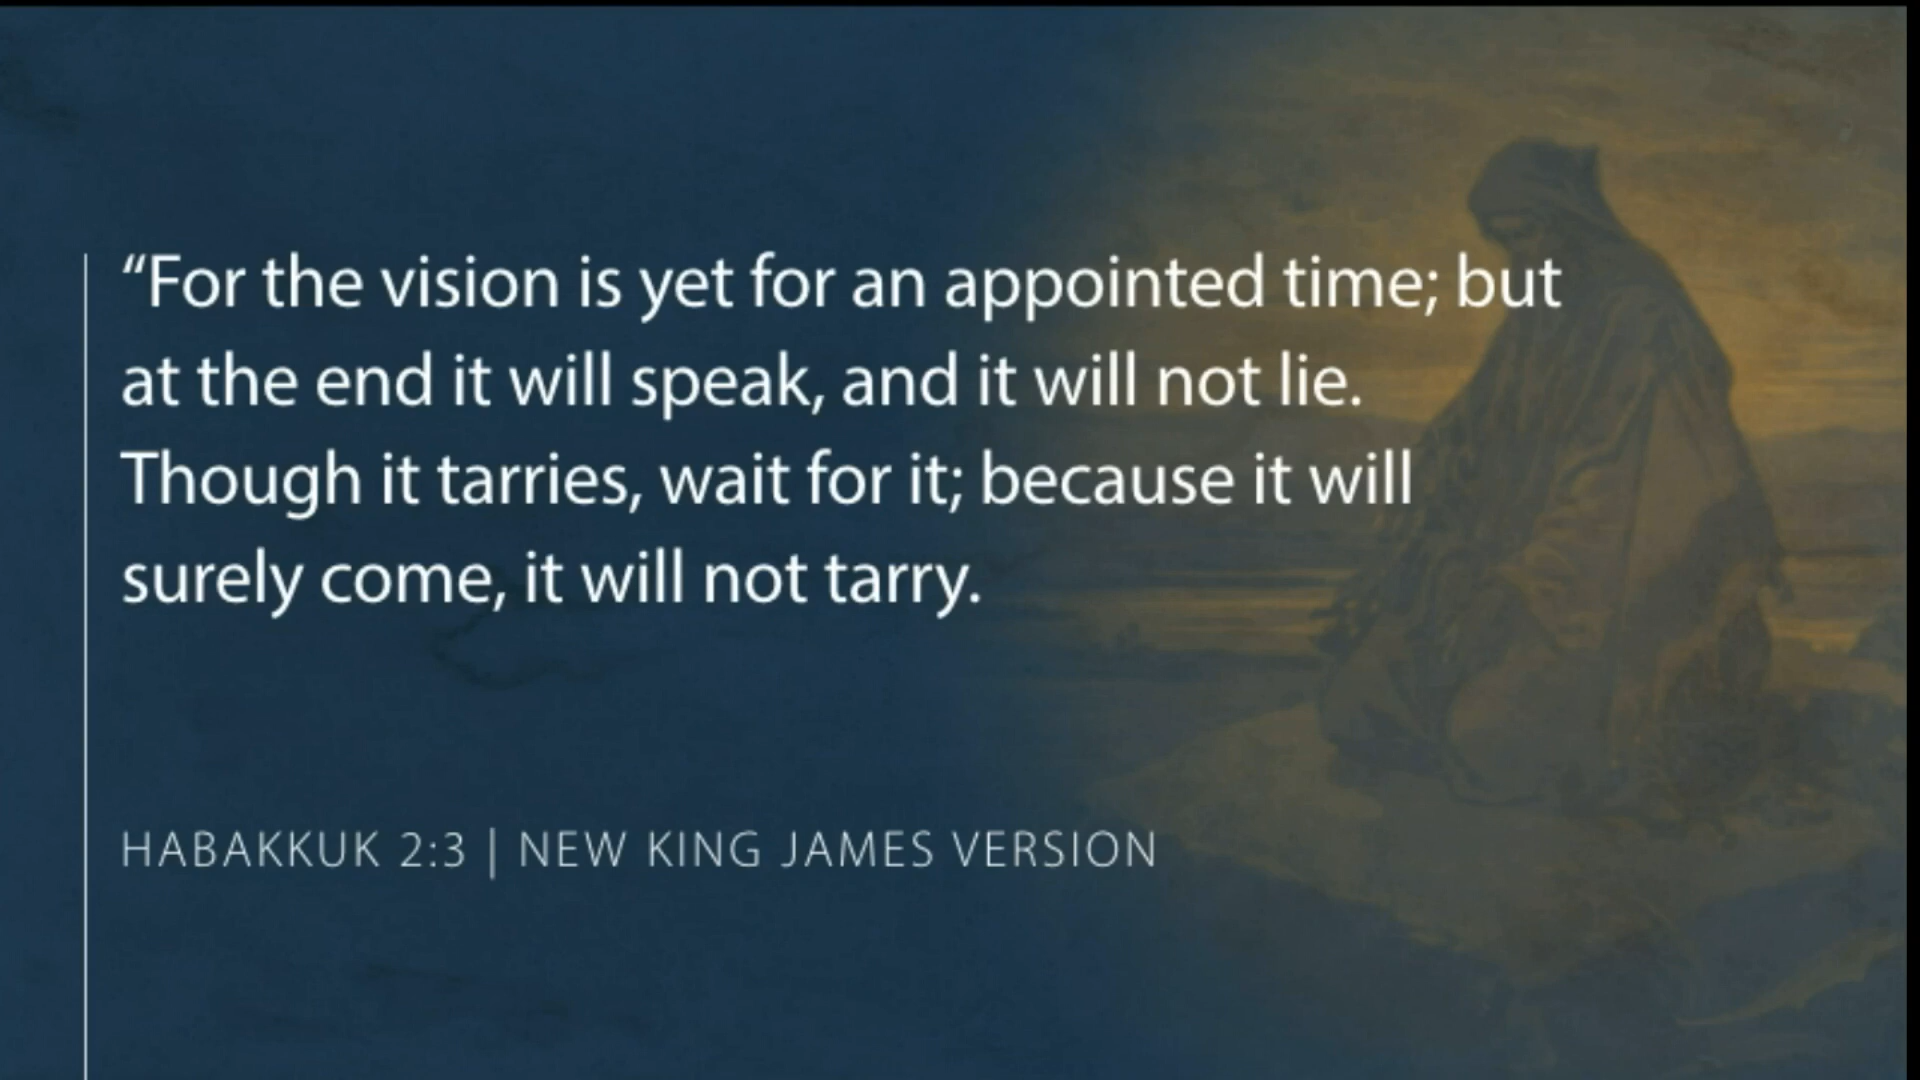 “For the vision is yet for an appointed time; but
at the end it will speak, and it will not lie.
Though it tarries, wait for it; because it will
surely come, it will not tarry.
HABAKKUK 2:3 | NEW KING JAMES VERSION